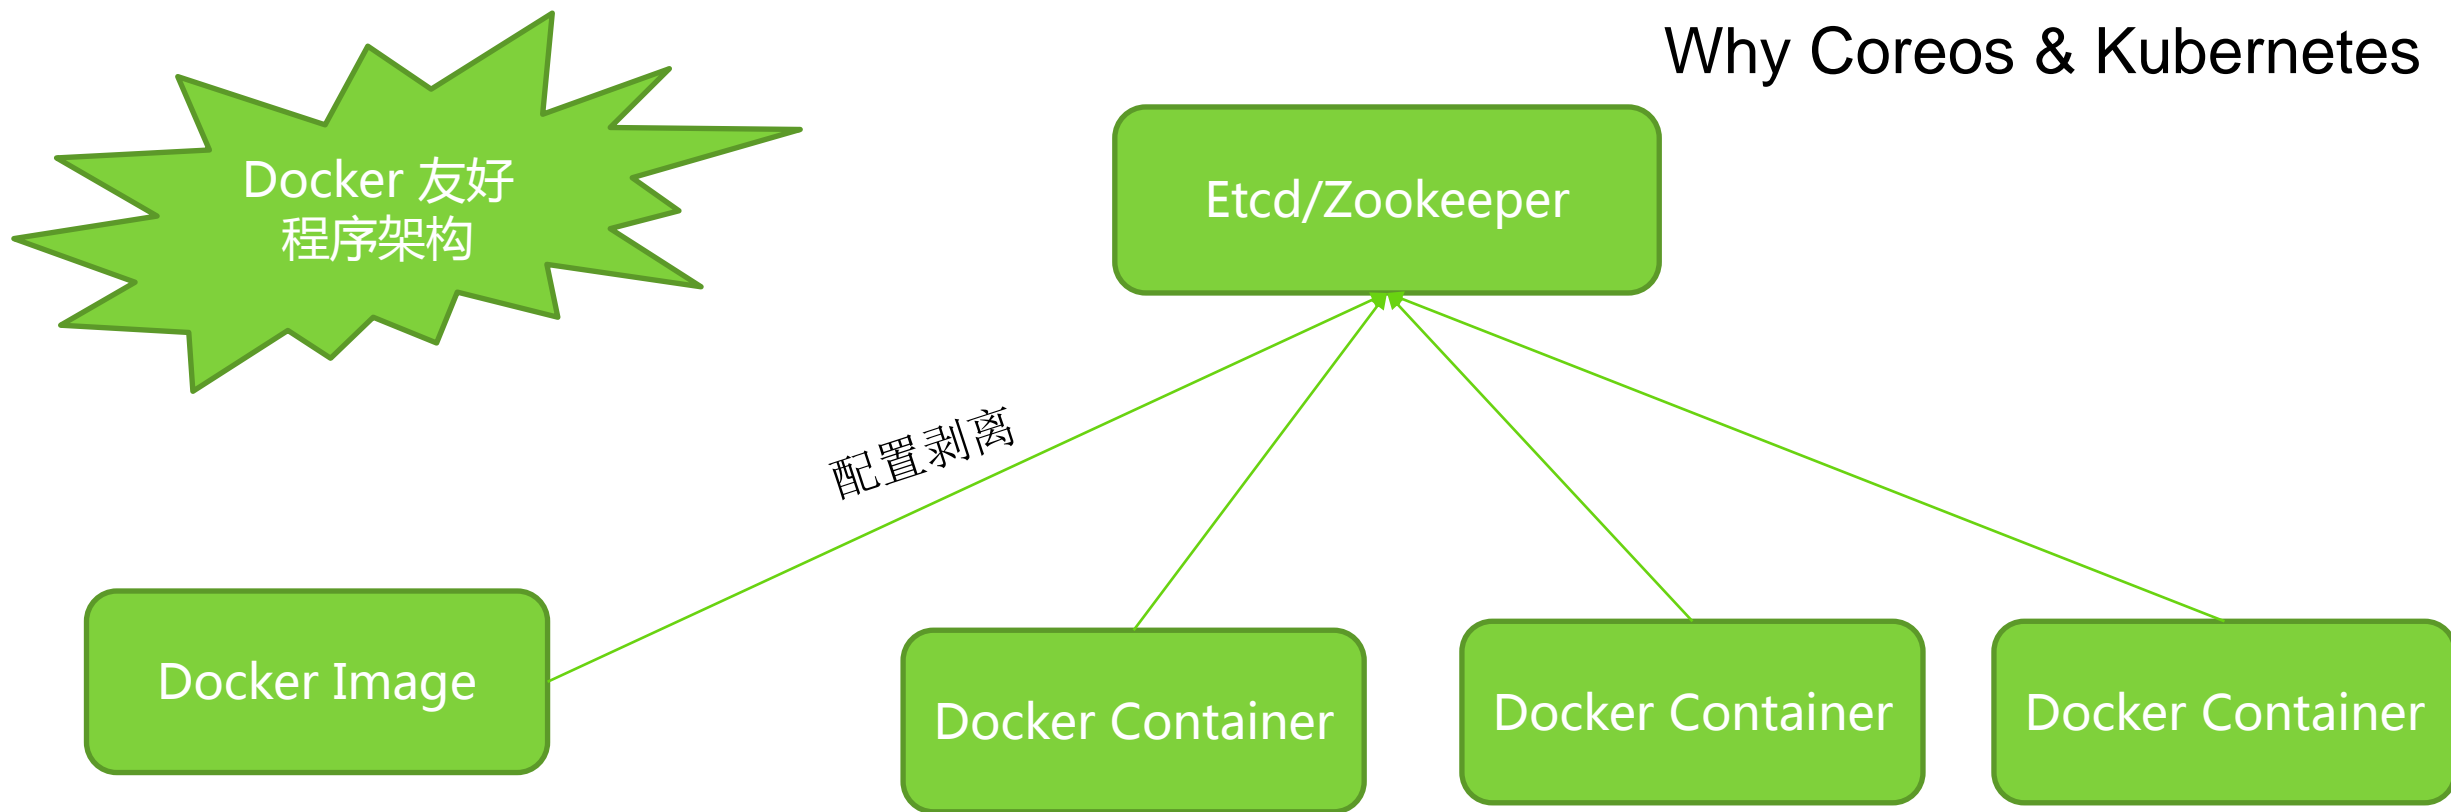 Why Coreos & Kubernetes
Docker 友好
程序架构
Etcd/Zookeeper
配置剥离
Docker Image
Docker Container
Docker Container
Docker Container